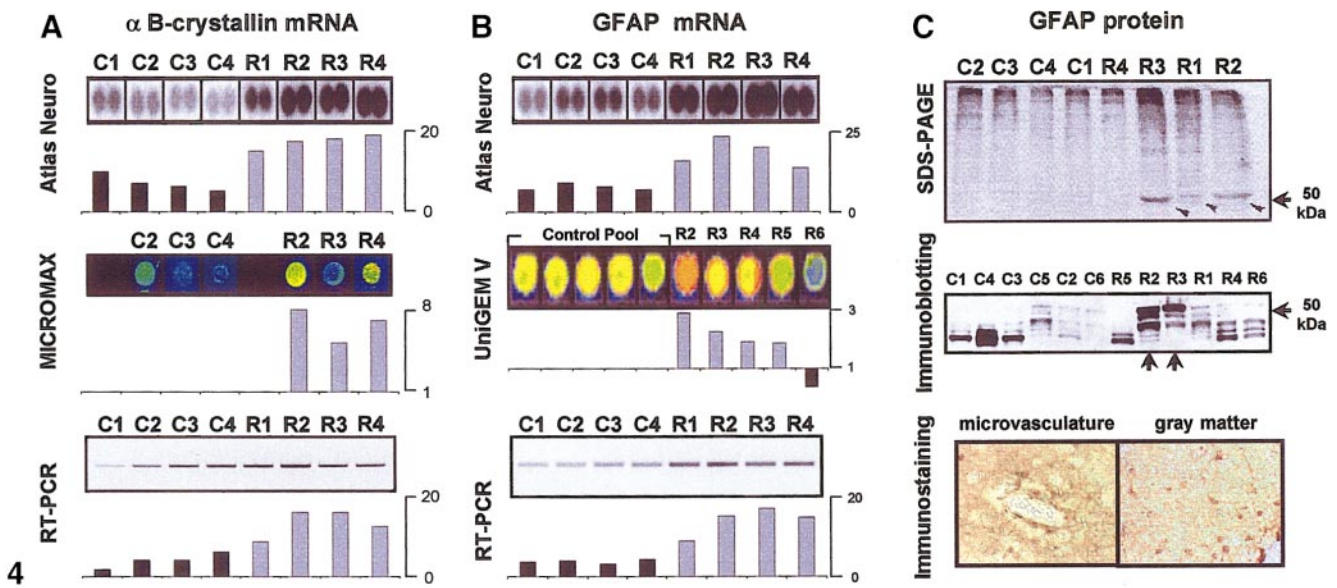 A α B-crystallin mRNA
C1 C2 C3 C4 R1 R2 R3 R4
Atlas Neuro
20
0
C2 C3 C4 R2 R3 R4
MICROMAX
8
1
C1 C2 C3 C4 R1 R2 R3 R4
RT-PCR
20
0
B GFAP mRNA
C1 C2 C3 C4 R1 R2 R3 R4
Atlas Neuro
25
0
Control Pool R2 R3 R4 R5 R6
UniGEM V
3
1
C1 C2 C3 C4 R1 R2 R3 R4
RT-PCR
20
0
C GFAP protein
C2 C3 C4 C1 R4 R3 R1 R2
SDS-PAGE
50
kDa
C1 C4 C3 C5 C2 C6 R5 R2 R3 R1 R4 R6
Immunoblotting
50
kDa
microvasculature gray matter
Immunostaining
4